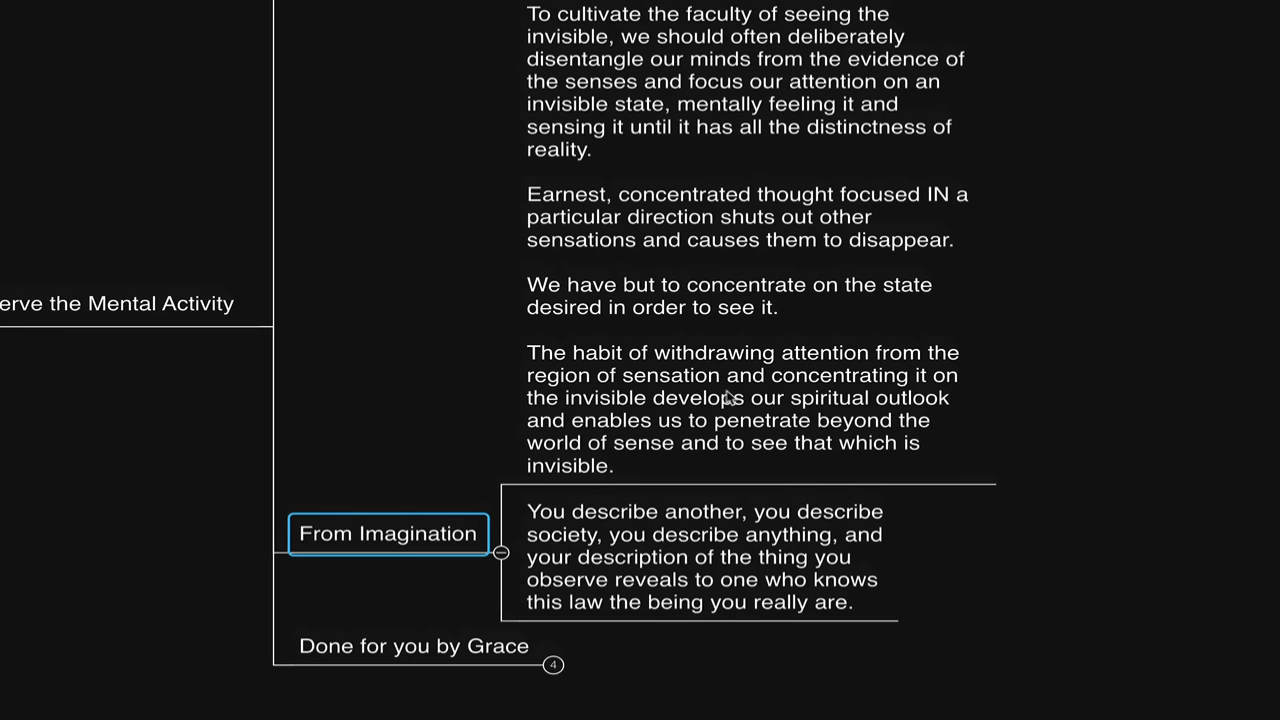 To cultivate the faculty of seeing the
invisible, we should often deliberately
disentangle our minds from the evidence of
the senses and focus our attention on an
invisible state, mentally feeling it and
sensing it until it has all the distinctness of
reality.
Earnest, concentrated thought focused IN a
particular direction shuts out other
sensations and causes them to disappear.
We have but to concentrate on the state
desired in order to see it.
The habit of withdrawing attention from the
region of sensation and concentrating it on
the invisible develops our spiritual outlook
and enables us to penetrate beyond the
world of sense and to see that which is
invisible.
erve the Mental Activity
From Imagination
You describe another, you describe
society, you describe anything, and
your description of the thing you
observe reveals to one who knows
this law the being you really are.
Done for you by Grace
4